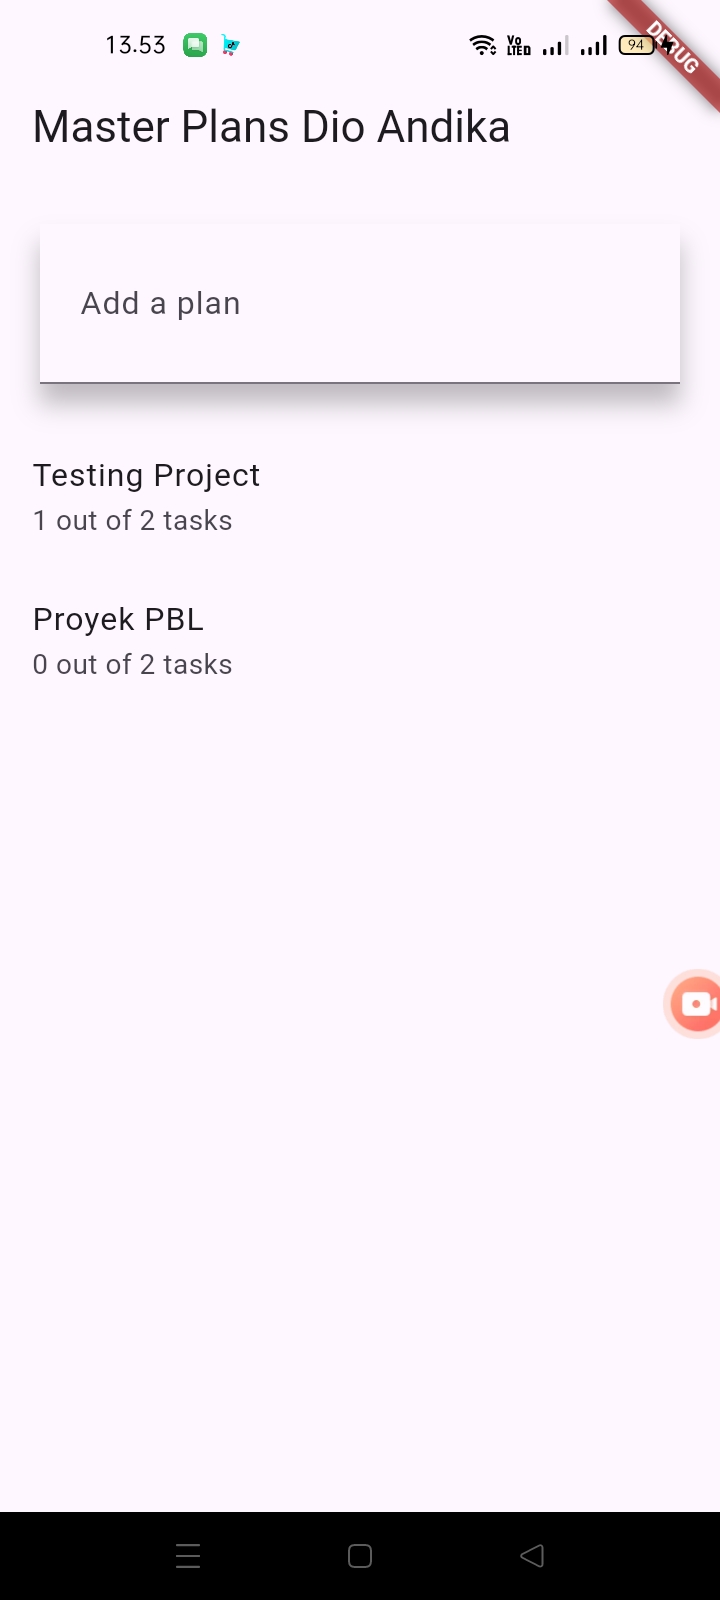 13.53
Vo
LTE D
94
DEBUG
Master Plans Dio Andika
Add a plan
Testing Project
1 out of 2 tasks
Proyek PBL
0 out of 2 tasks